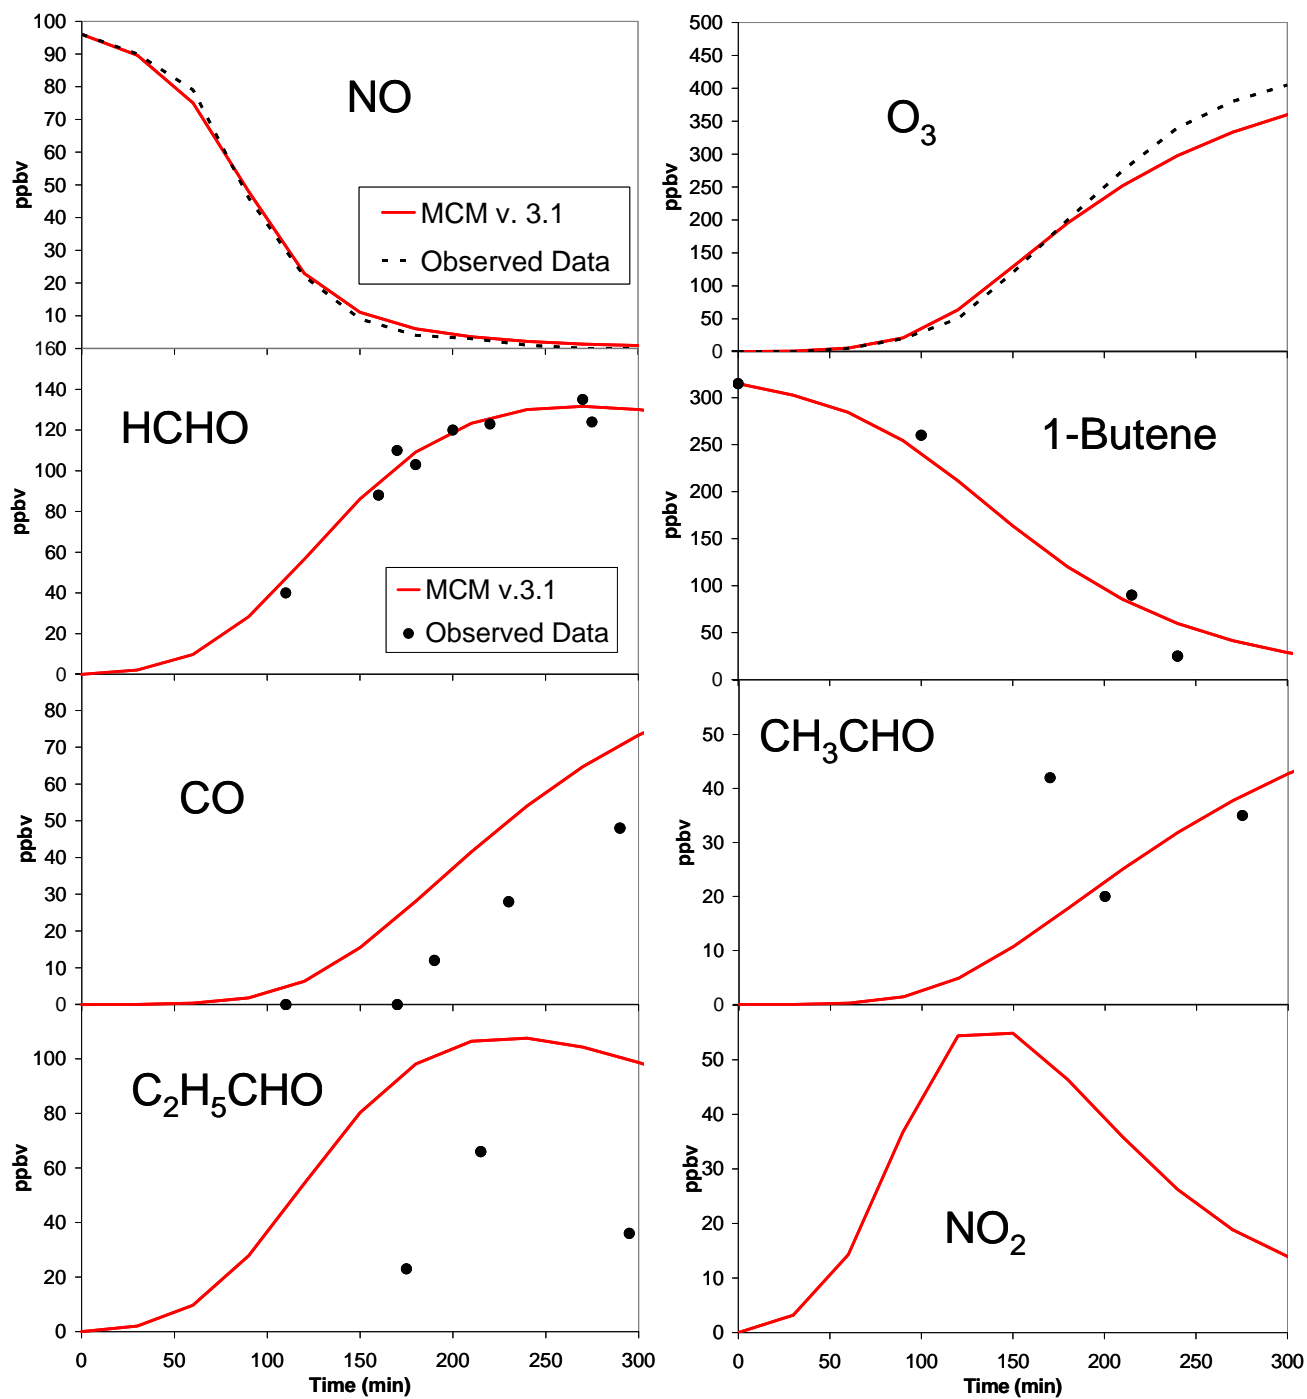 100
90
80
70
60
50
40
30
20
10
160
ppbv
NO
MCM v. 3.1
Observed Data
500
450
400
350
300
250
200
150
100
50
0
ppbv
O₃
140
120
100
80
60
40
20
0
ppbv
HCHO
MCM v.3.1
Observed Data
300
250
200
150
100
50
0
ppbv
1-Butene
80
70
60
50
40
30
20
10
0
ppbv
CO
50
40
30
20
10
0
ppbv
CH₃CHO
100
80
60
40
20
0
ppbv
C₂H₅CHO
0 50 100 150 200 250 300
Time (min)
50
40
30
20
10
0
ppbv
NO₂
0 50 100 150 200 250 300
Time (min)